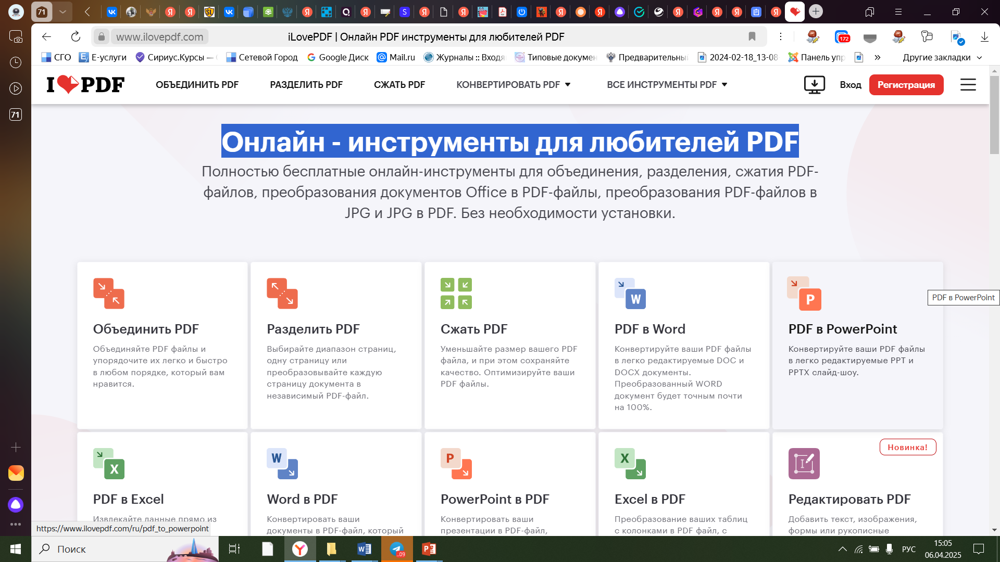 71
www.ilovepdf.com
iLovePDF | Онлайн PDF инструменты для любителей PDF
172
СГО
Е-услуги
Сириус.Курсы —
Сетевой Город
Google Диск
Mail.ru
Журналы :: Входя
Типовые докумен
Предварительны
2024-02-18_13-08
Панель упр
»
Другие закладки
71
I PDF
ОБЪЕДИНИТЬ PDF
РАЗДЕЛИТЬ PDF
СЖАТЬ PDF
КОНВЕРТИРОВАТЬ PDF
ВСЕ ИНСТРУМЕНТЫ PDF
Вход
Регистрация
Онлайн - инструменты для любителей PDF
Полностью бесплатные онлайн-инструменты для объединения, разделения, сжатия PDF-
файлов, преобразования документов Office в PDF-файлы, преобразования PDF-файлов в
JPG и JPG в PDF. Без необходимости установки.
Объединить PDF
Объединяйте PDF файлы и
упорядочите их легко и быстро
в любом порядке, который вам
нравится.
Разделить PDF
Выбирайте диапазон страниц,
одну страницу или
преобразовывайте каждую
страницу документа в
независимый PDF-файл.
Сжать PDF
Уменьшайте размер вашего PDF
файла, и при этом сохраняйте
качество. Оптимизируйте ваши
PDF файлы.
W
PDF в Word
Конвертируйте ваши PDF файлы
в легко редактируемые DOC и
DOCX документы.
Преобразованный WORD
документ будет точным почти
на 100%.
P
PDF в PowerPoint
Конвертируйте ваши PDF файлы
в легко редактируемые PPT и
PPTX слайд-шоу.
PDF в PowerPoint
X
PDF в Excel
Извлекайте данные прямо из
W
Word в PDF
Конвертировать ваши
документы в PDF-файл, который
P
PowerPoint в PDF
Конвертировать ваши
презентации в PDF-файл,
X
Excel в PDF
Преобразование ваших таблиц
с колонками в PDF файл, с
Новинка!
Редактировать PDF
Добавить текст, изображения,
формы или рукописные
https://www.ilovepdf.com/ru/pdf_to_powerpoint
Поиск
РУС
15:05
06.04.2025